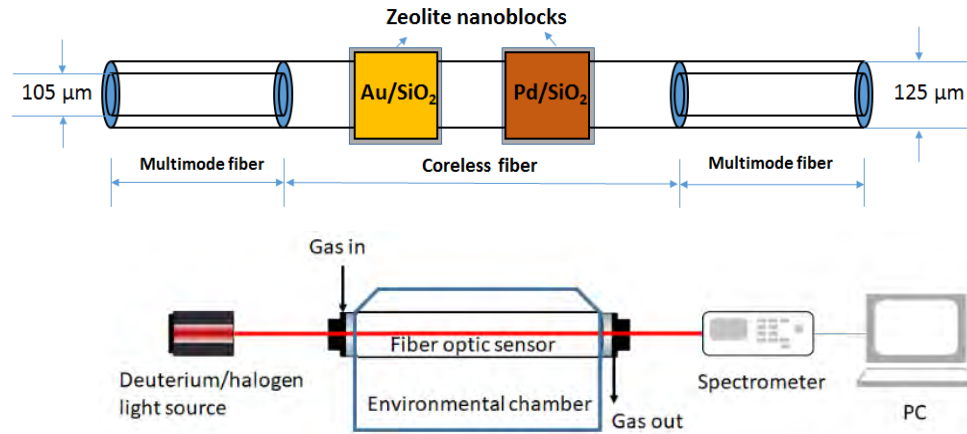 Zeolite nanoblocks
105 µm
Au/SiO₂
Pd/SiO₂
125 µm
Multimode fiber
Coreless fiber
Multimode fiber
Gas in
Fiber optic sensor
Deuterium/halogen
light source
Environmental chamber
Spectrometer
Gas out
PC